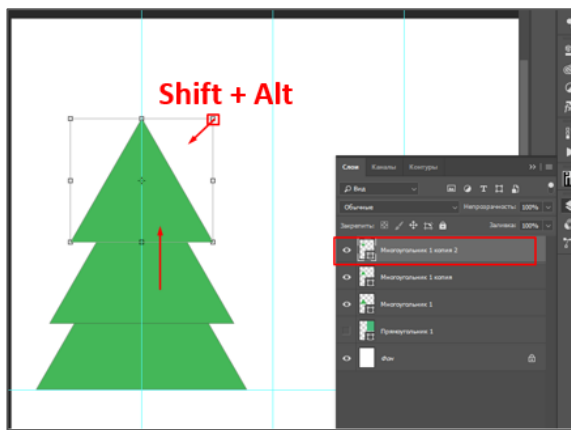 Shift + Alt
Слои Каналы Контуры
Вид
Обычные Непрозрачность: 100%
Закрепить: Заливка: 100%
Многоугольник 1 копия 2
Многоугольник 1 копия
Многоугольник 1
Прямоугольник 1
Фон